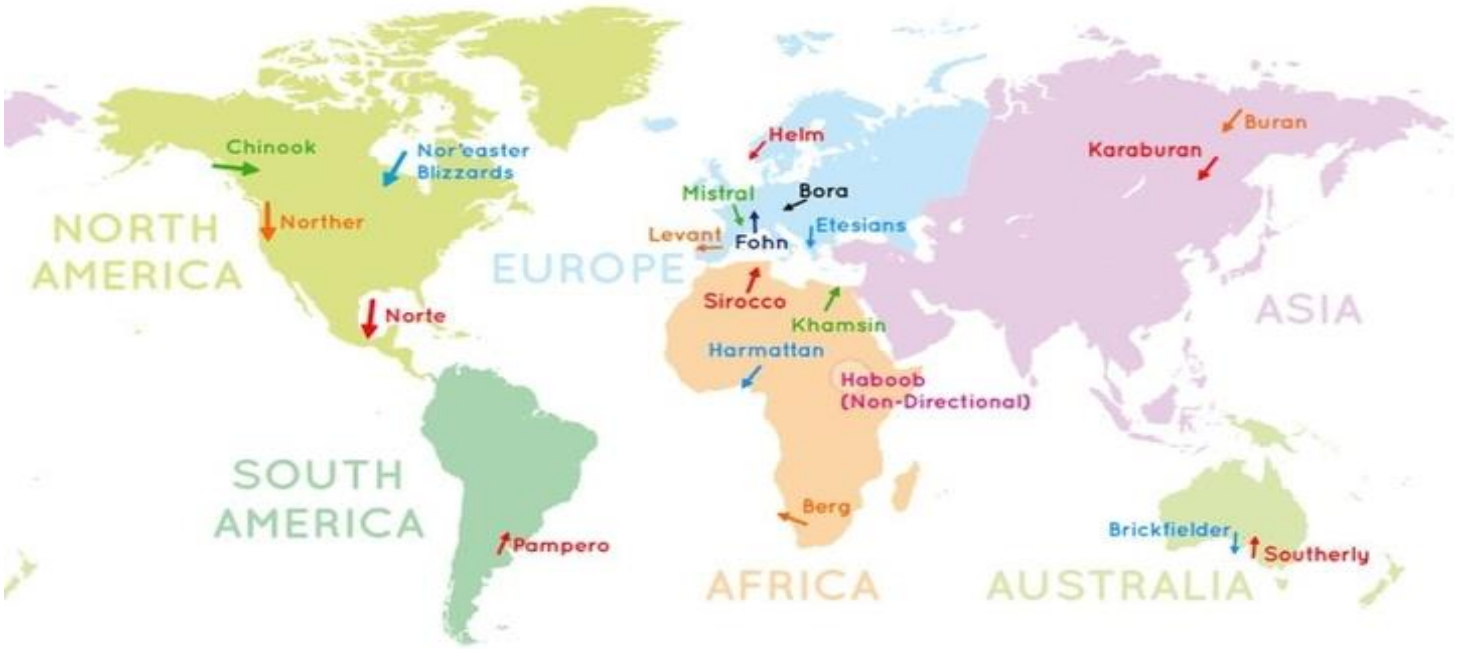 Chinook
Nor'easter
Blizzards
Norther
NORTH
AMERICA
Norte
SOUTH
AMERICA
Pampero
Helm
Mistral
Bora
Levant
Fohn
Etesians
EUROPE
Sirocco
Khamsin
Harmattan
Haboob
(Non-Directional)
Berg
AFRICA
Buran
Karaburan
ASIA
Brickfielder
Southerly
AUSTRALIA